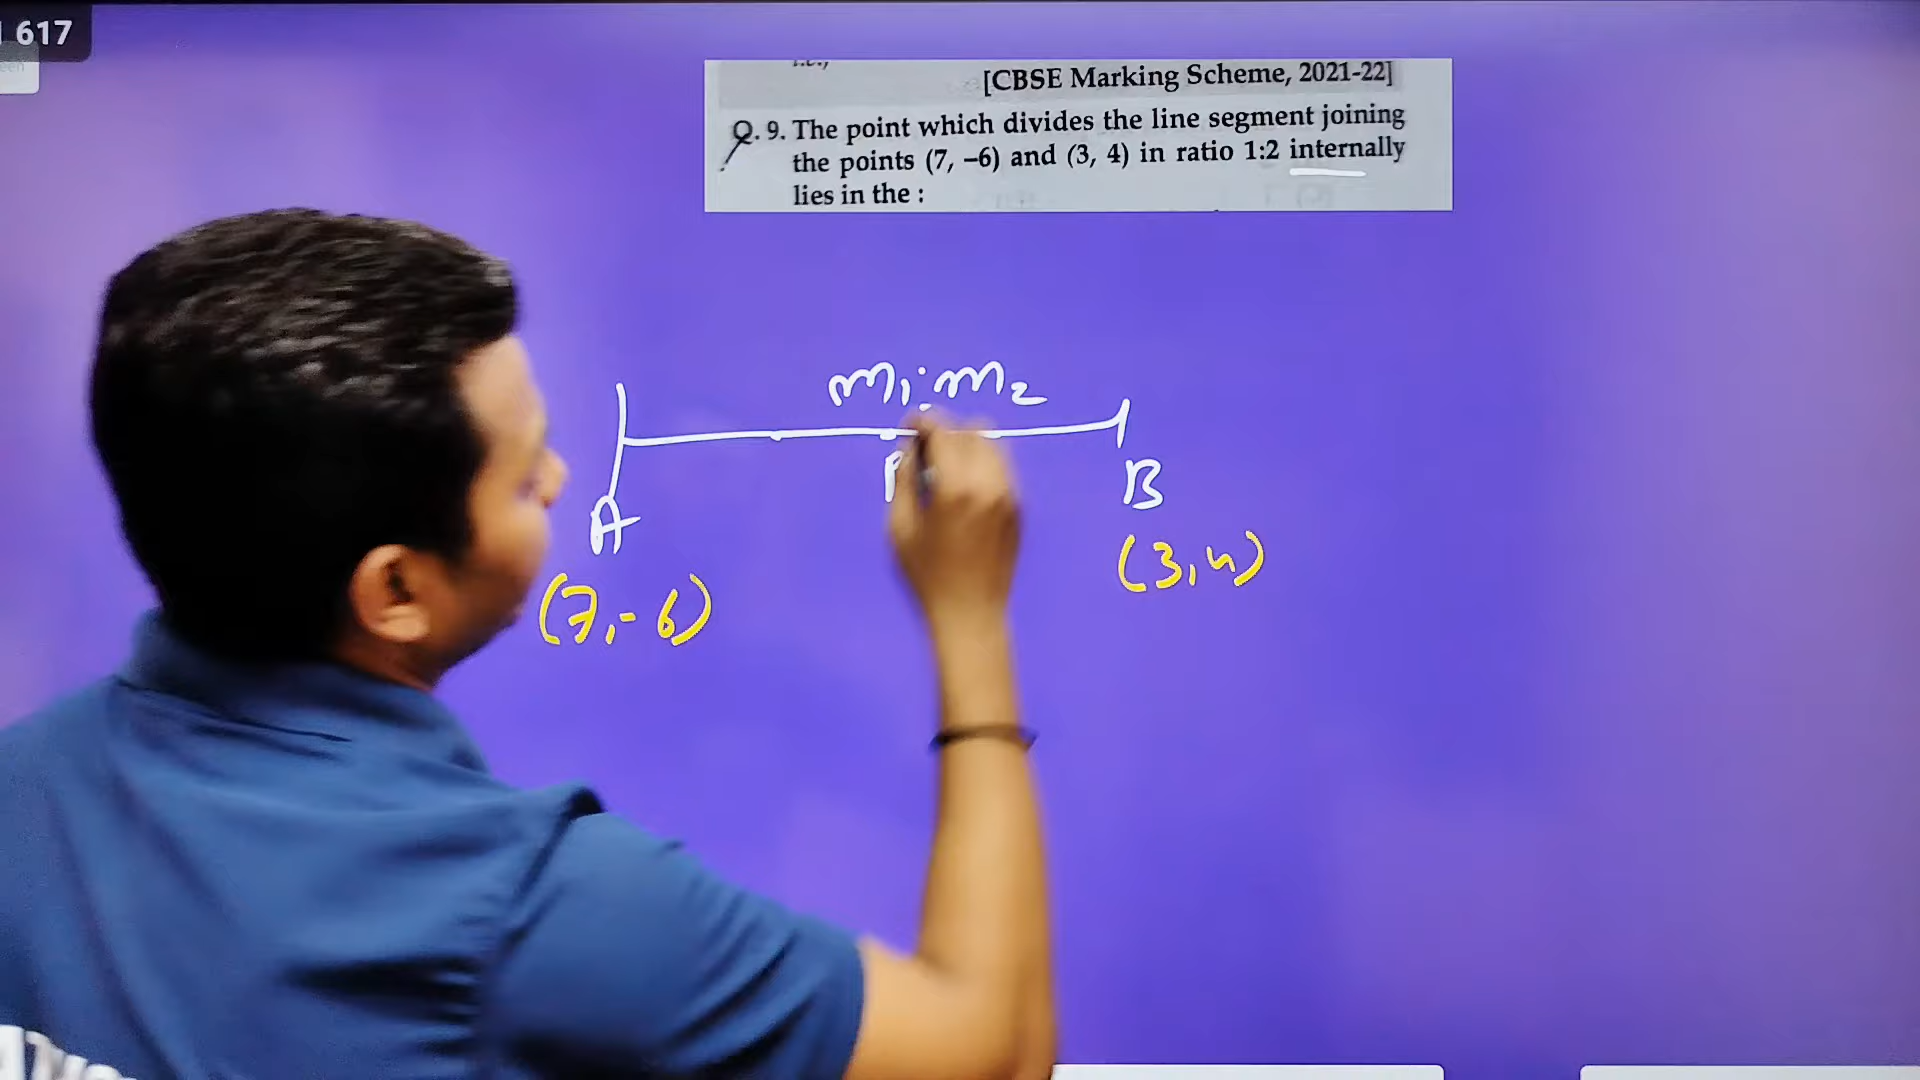 617
een
[CBSE Marking Scheme, 2021-22]
Q. 9. The point which divides the line segment joining
the points (7, –6) and (3, 4) in ratio 1:2 internally
lies in the :
m₁:m₂
P
A
B
(7,-6)
(3,4)